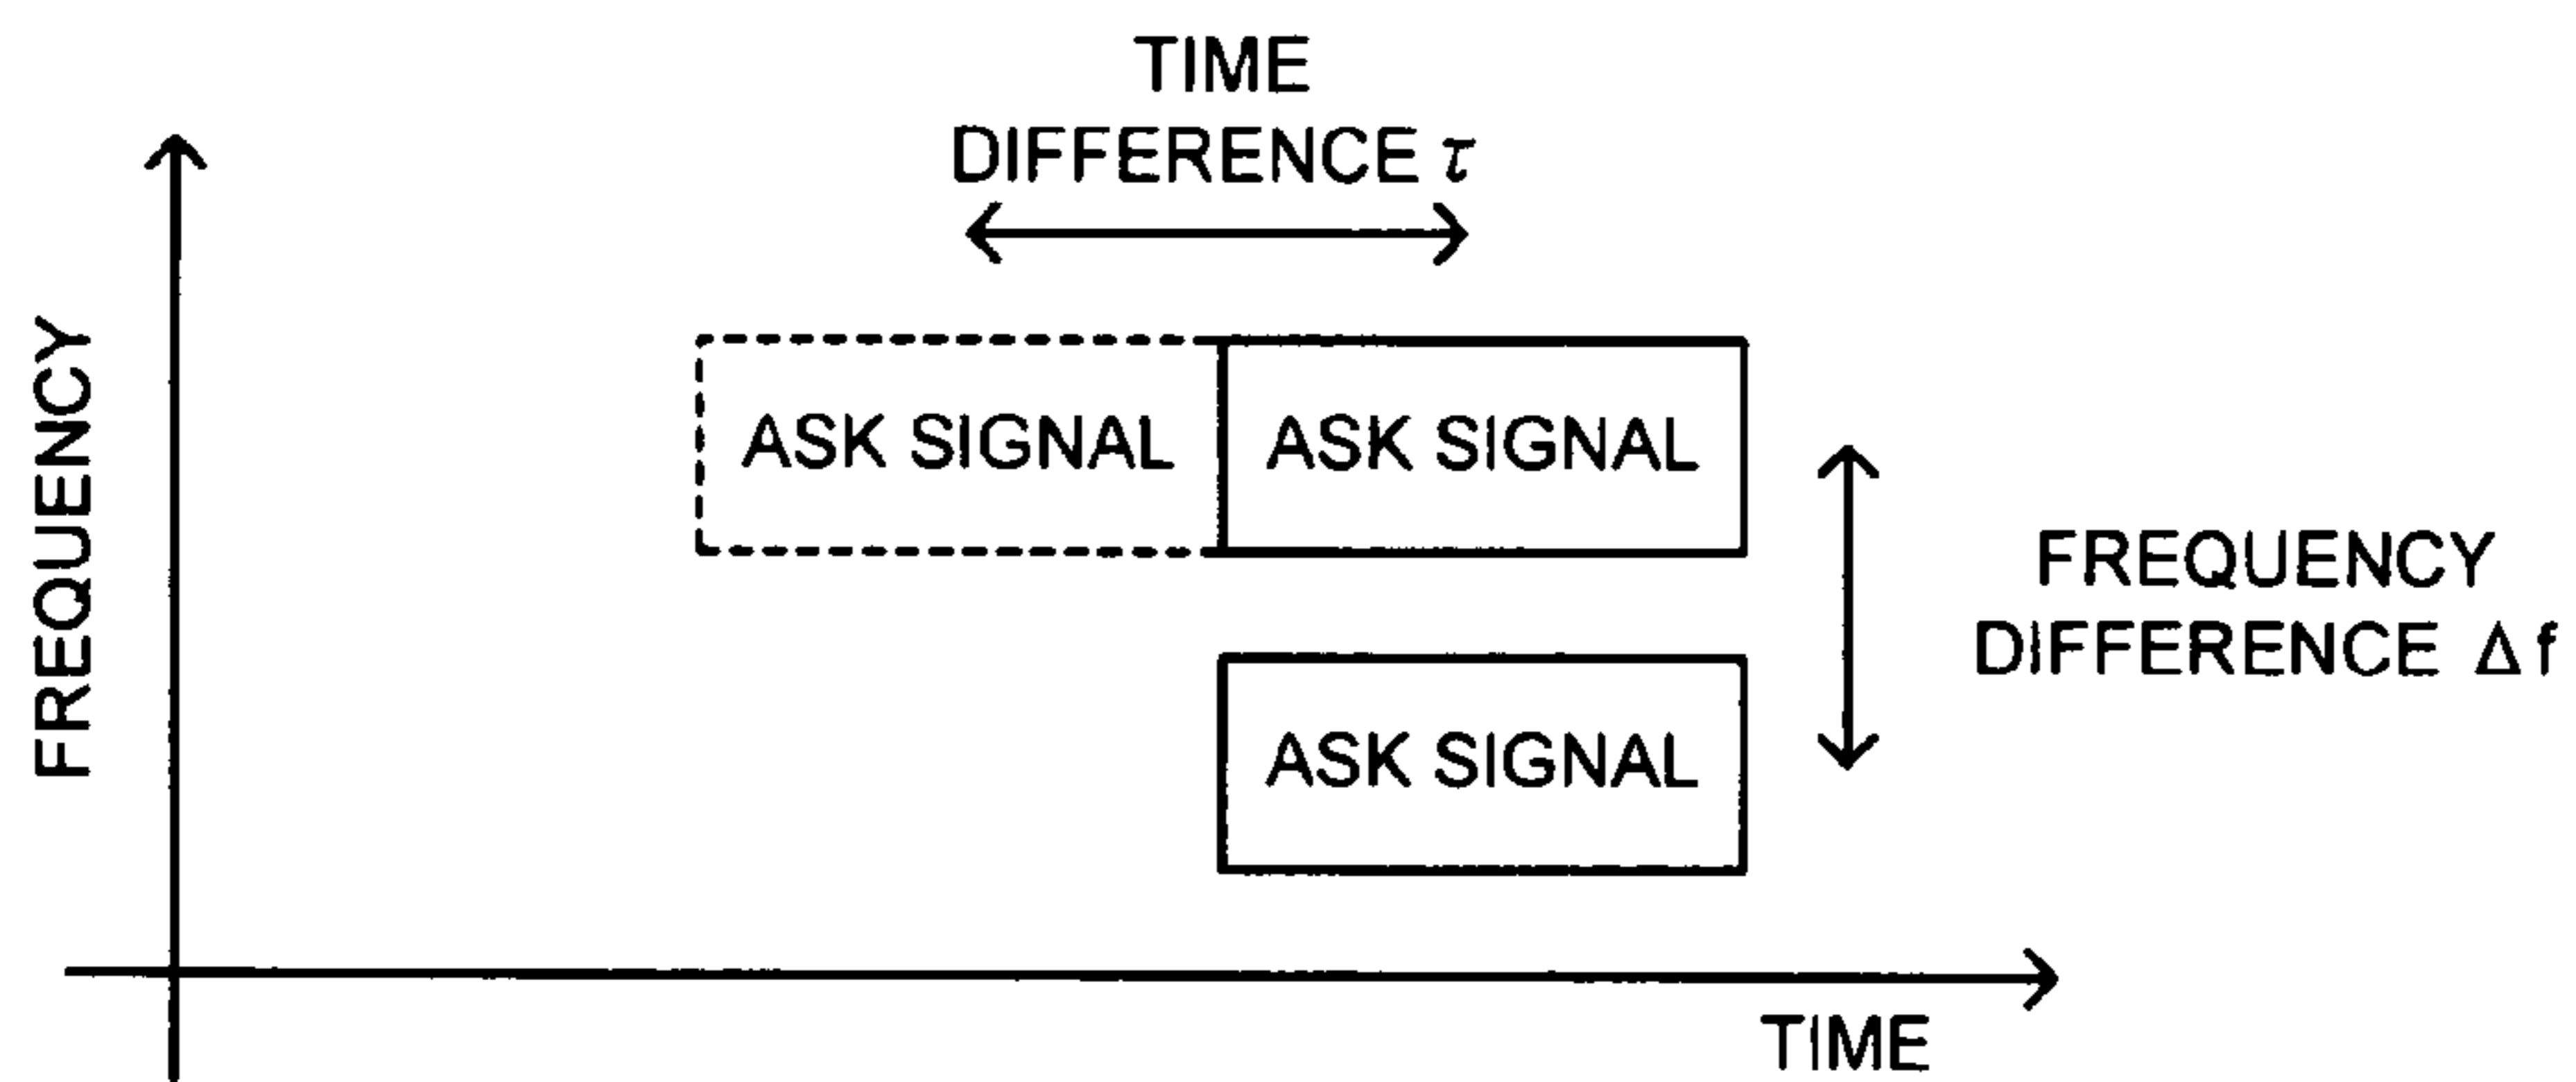 TIME
DIFFERENCE τ
FREQUENCY
ASK SIGNAL
ASK SIGNAL
FREQUENCY
DIFFERENCE Δf
ASK SIGNAL
TIME